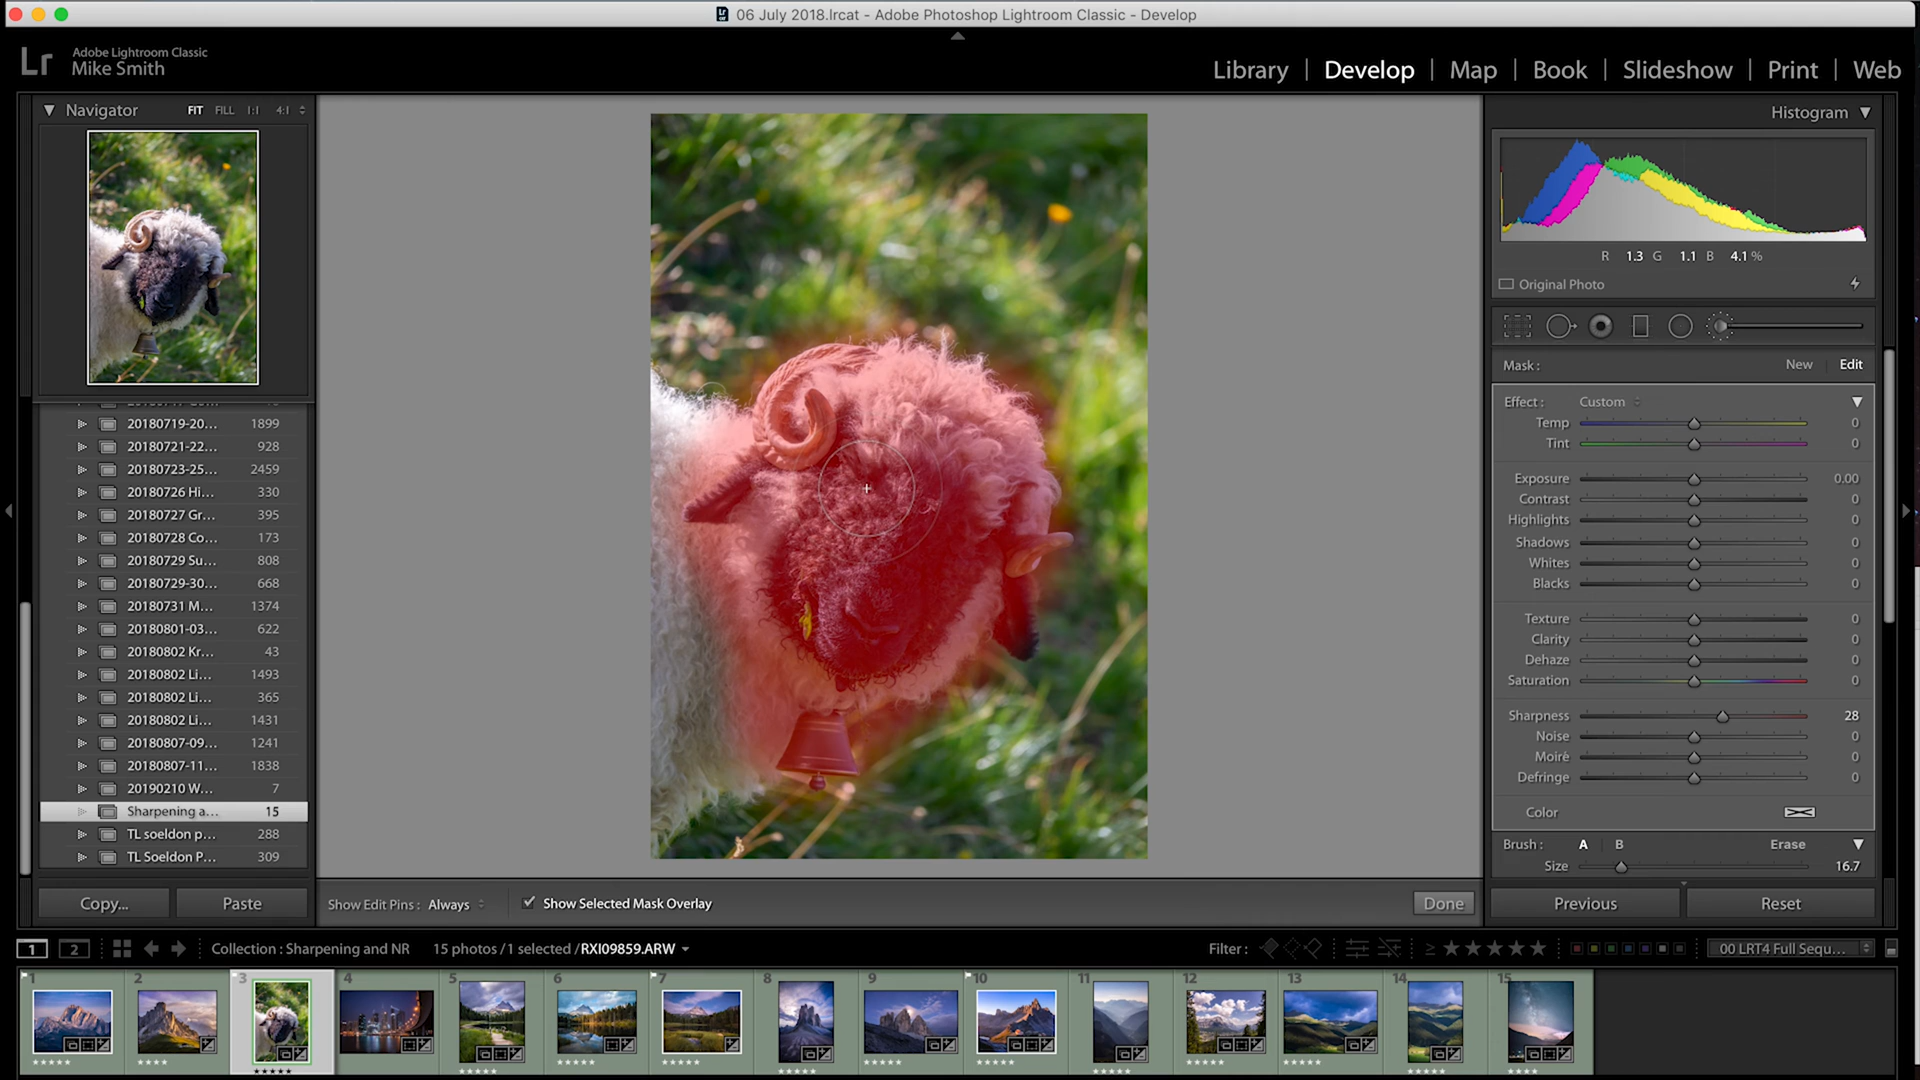 06 July 2018.lrcat - Adobe Photoshop Lightroom Classic - Develop
Lr
Adobe Lightroom Classic
Mike Smith
Library | Develop | Map | Book | Slideshow | Print | Web
Navigator FIT FILL 1:1 4:1
20180719-20... 1899
20180721-22... 928
20180723-25... 2459
20180726 Hi... 330
20180727 Gr... 395
20180728 Co... 173
20180729 Su... 808
20180729-30... 668
20180731 M... 1374
20180801-03... 622
20180802 Kr... 43
20180802 Li... 1493
20180802 Li... 365
20180802 Li... 1431
20180807-09... 1241
20180807-11... 1838
20190210 W... 7
Sharpening a... 15
TL soeldon p... 288
TL Soeldon P... 309
Copy... Paste
Show Edit Pins : Always Show Selected Mask Overlay Done
Histogram
R 1.3 G 1.1 B 4.1 %
Original Photo
Mask : New Edit
Effect : Custom
Temp 0
Tint 0
Exposure 0.00
Contrast 0
Highlights 0
Shadows 0
Whites 0
Blacks 0
Texture 0
Clarity 0
Dehaze 0
Saturation 0
Sharpness 28
Noise 0
Moiré 0
Defringe 0
Color
Brush : A B Erase
Size 16.7
Previous Reset
1 2 Collection : Sharpening and NR 15 photos / 1 selected / RXI09859.ARW Filter : ≥ ★★★★★ 00 LRT4 Full Sequ...
1 2 3 4 5 6 7 8 9 10 11 12 13 14 15